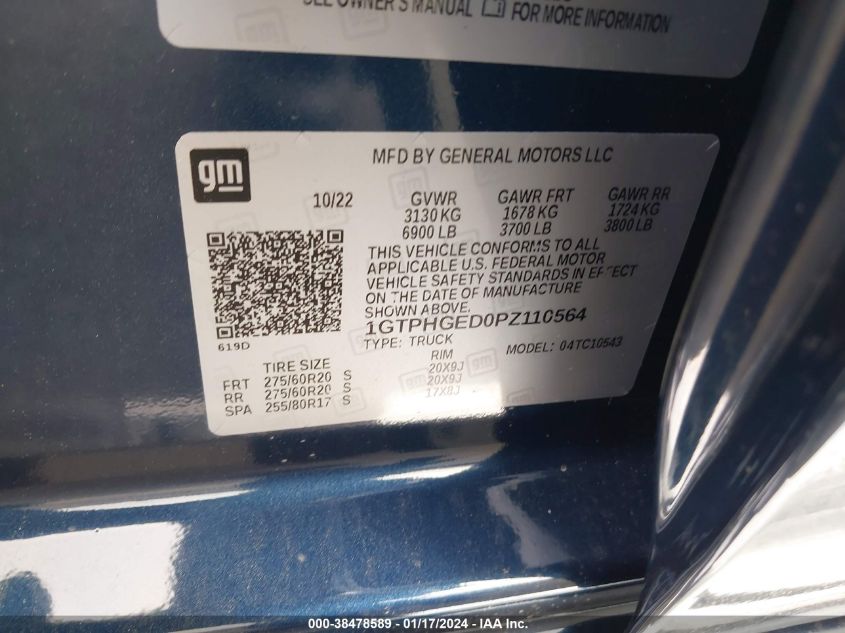 SEE OWNER'S MANUAL FOR MORE INFORMATION
gm
MFD BY GENERAL MOTORS LLC
10/22
GVWR GAWR FRT GAWR RR
3130 KG 1678 KG 1724 KG
6900 LB 3700 LB 3800 LB
THIS VEHICLE CONFORMS TO ALL
APPLICABLE U.S. FEDERAL MOTOR
VEHICLE SAFETY STANDARDS IN EFFECT
ON THE DATE OF MANUFACTURE
SHOWN ABOVE.
1GTPHGED0PZ110564
619D
TYPE: TRUCK MODEL: 04TC10543
TIRE SIZE RIM
FRT 275/60R20 S 20X9J
RR 275/60R20 S 20X9J
SPA 255/80R17 S 17X8J
000-38478589 - 01/17/2024 - IAA Inc.